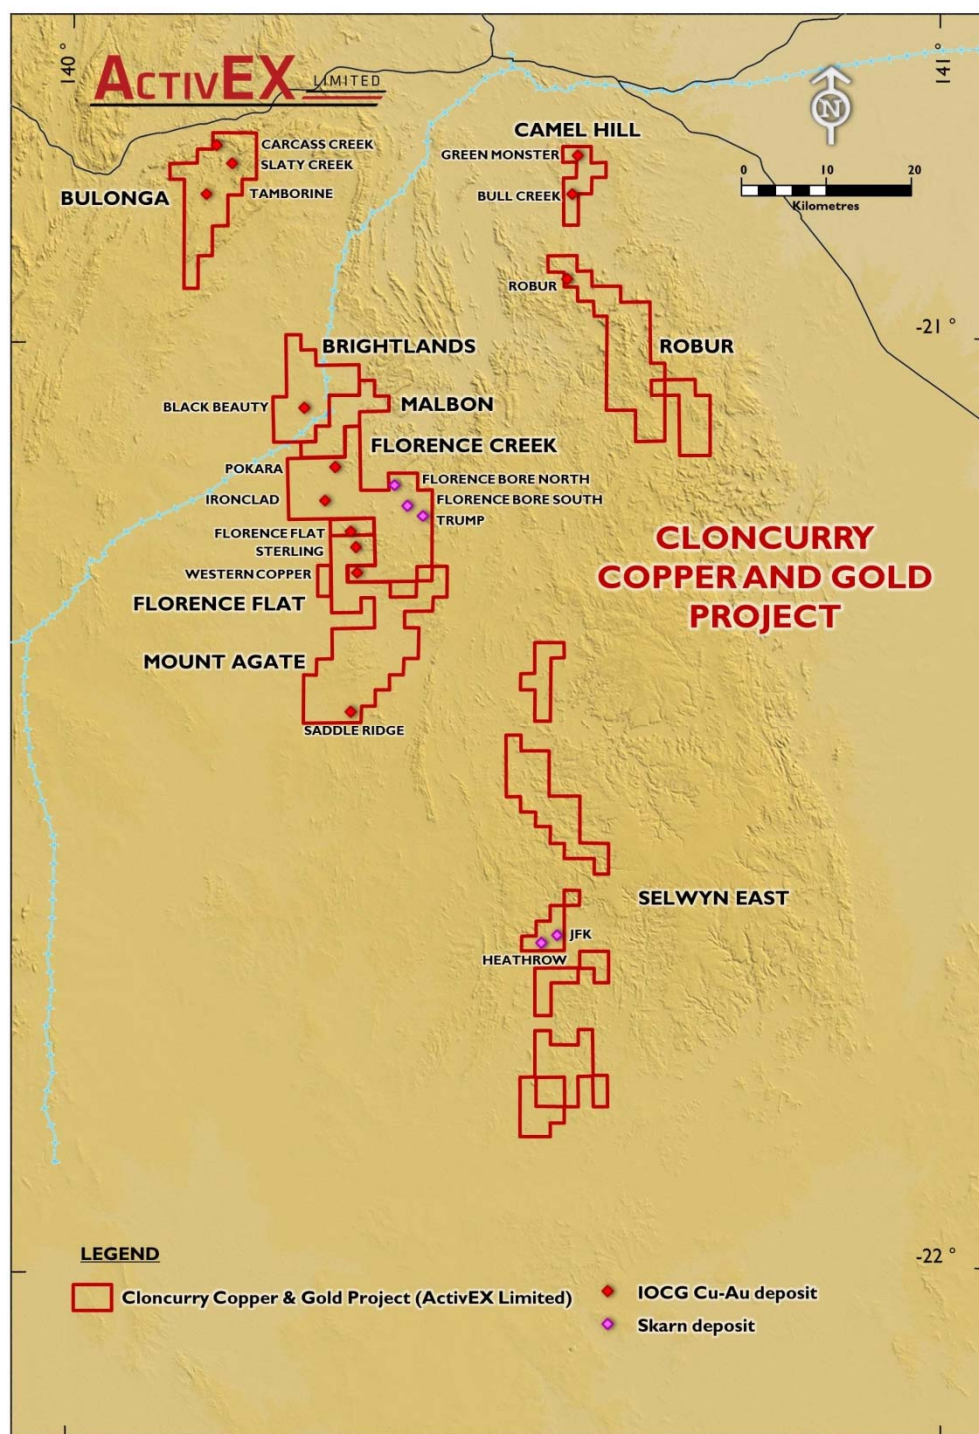 140 °
141 °
ACTIVEX LIMITED
N
0 10 20
Kilometres
CAMEL HILL
GREEN MONSTER
BULL CREEK
CARCASS CREEK
SLATY CREEK
TAMBORINE
BULONGA
ROBUR
-21 °
BRIGHTLANDS
ROBUR
BLACK BEAUTY
MALBON
FLORENCE CREEK
POKARA
FLORENCE BORE NORTH
IRONCLAD
FLORENCE BORE SOUTH
TRUMP
FLORENCE FLAT
STERLING
WESTERN COPPER
FLORENCE FLAT
CLONCURRY
COPPER AND GOLD
PROJECT
MOUNT AGATE
SADDLE RIDGE
SELWYN EAST
JFK
HEATHROW
-22 °
LEGEND
Cloncurry Copper & Gold Project (ActivEX Limited)
IOCG Cu-Au deposit
Skarn deposit